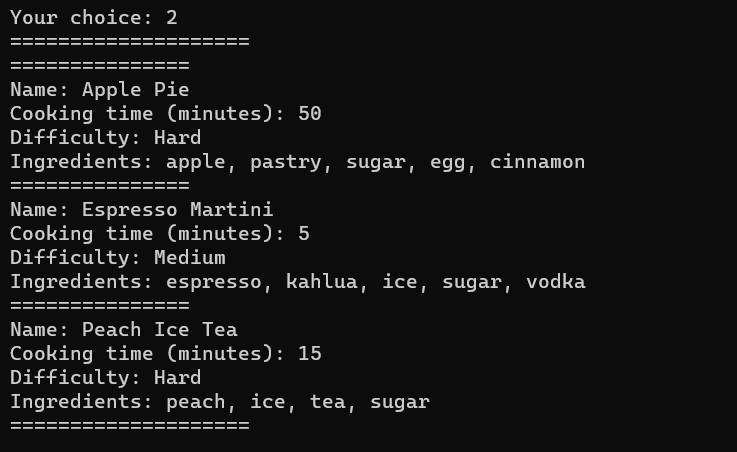 Your choice: 2
====================
===============
Name: Apple Pie
Cooking time (minutes): 50
Difficulty: Hard
Ingredients: apple, pastry, sugar, egg, cinnamon
===============
Name: Espresso Martini
Cooking time (minutes): 5
Difficulty: Medium
Ingredients: espresso, kahlua, ice, sugar, vodka
===============
Name: Peach Ice Tea
Cooking time (minutes): 15
Difficulty: Hard
Ingredients: peach, ice, tea, sugar
====================